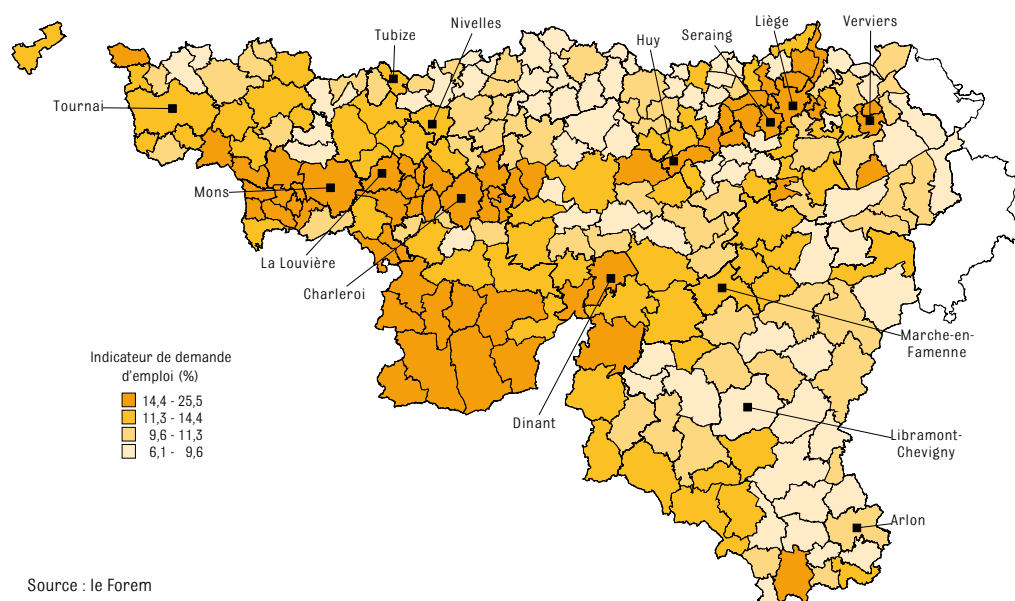 Nivelles
Liège
Verviers
Tubize
Seraing
Huy
Tournai
Mons
La Louvière
Charleroi
Marche-en-
Famenne
Indicateur de demande
d'emploi (%)
14,4 - 25,5
11,3 - 14,4
9,6 - 11,3
6,1 - 9,6
Dinant
Libramont-
Chevigny
Arlon
Source : le Forem